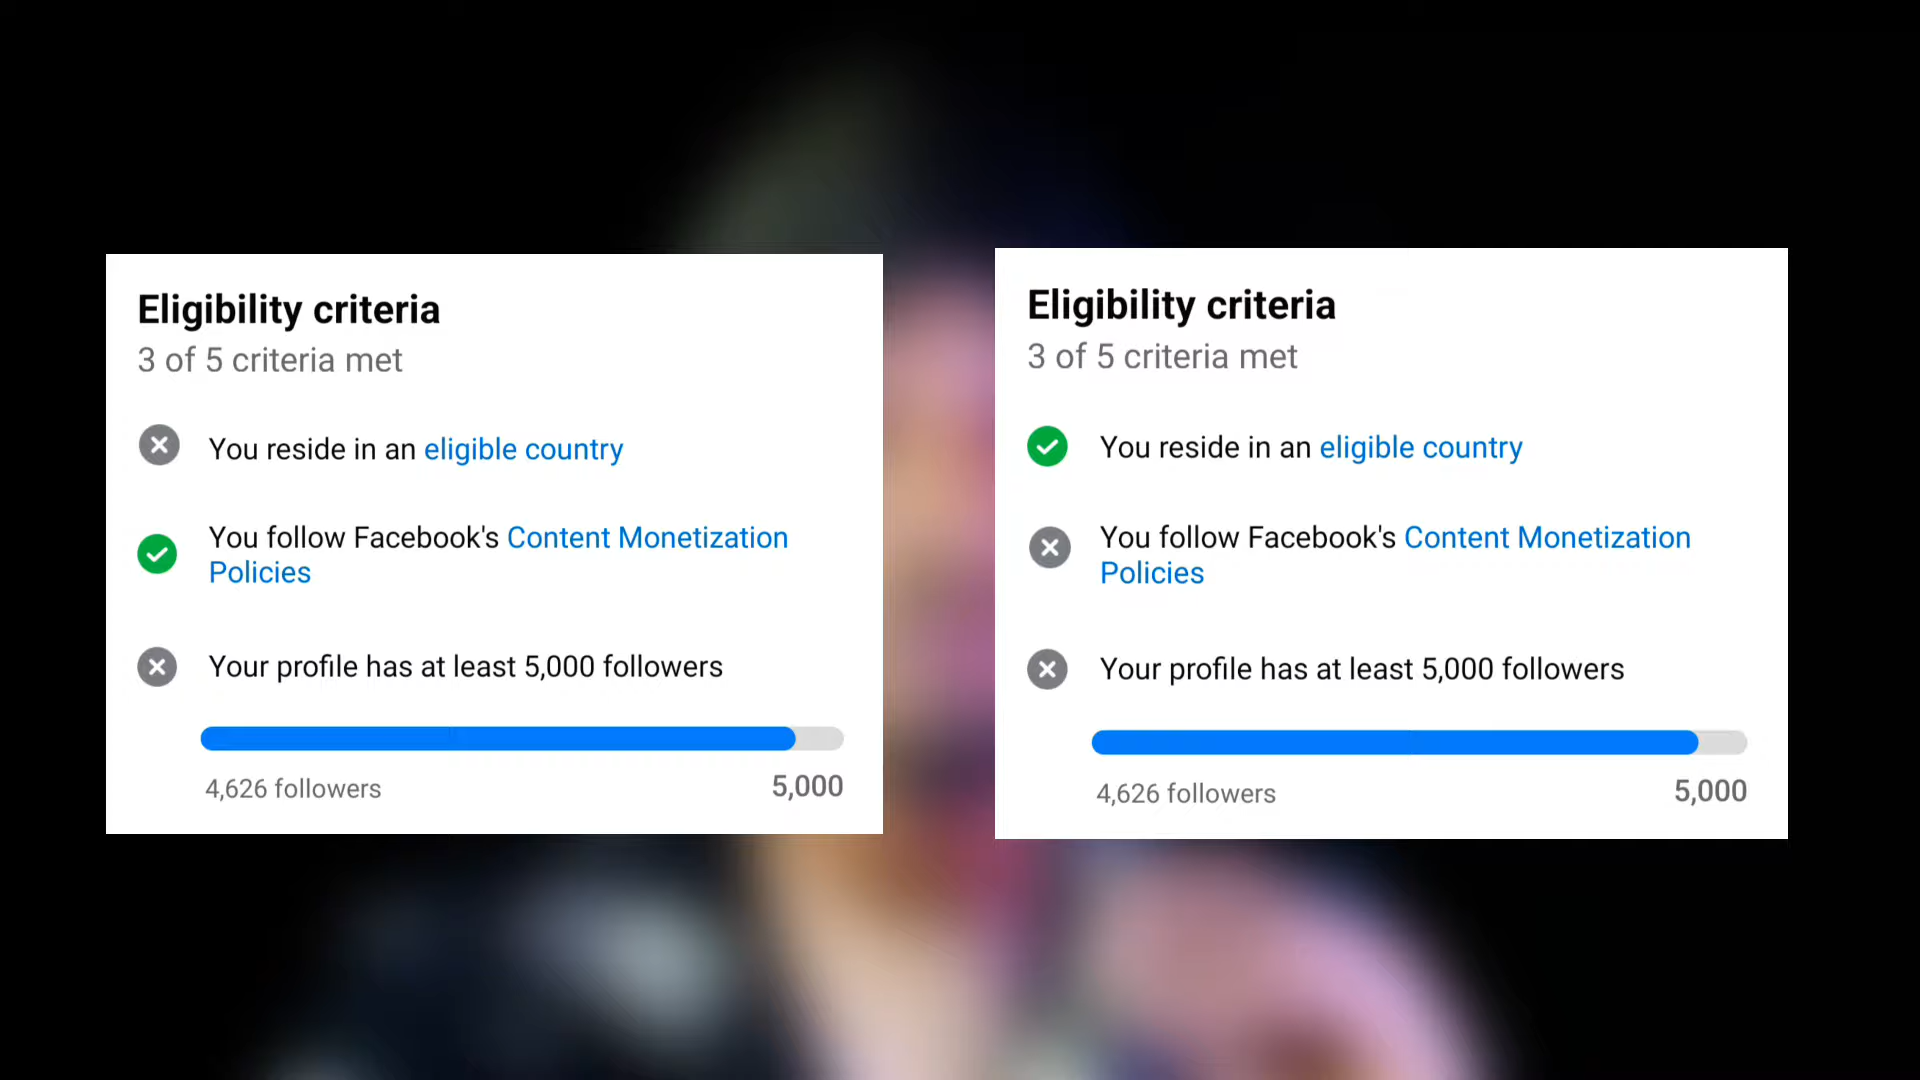 Eligibility criteria
3 of 5 criteria met
You reside in an eligible country
You follow Facebook's Content Monetization
Policies
Your profile has at least 5,000 followers
4,626 followers
5,000
Eligibility criteria
3 of 5 criteria met
You reside in an eligible country
You follow Facebook's Content Monetization
Policies
Your profile has at least 5,000 followers
4,626 followers
5,000